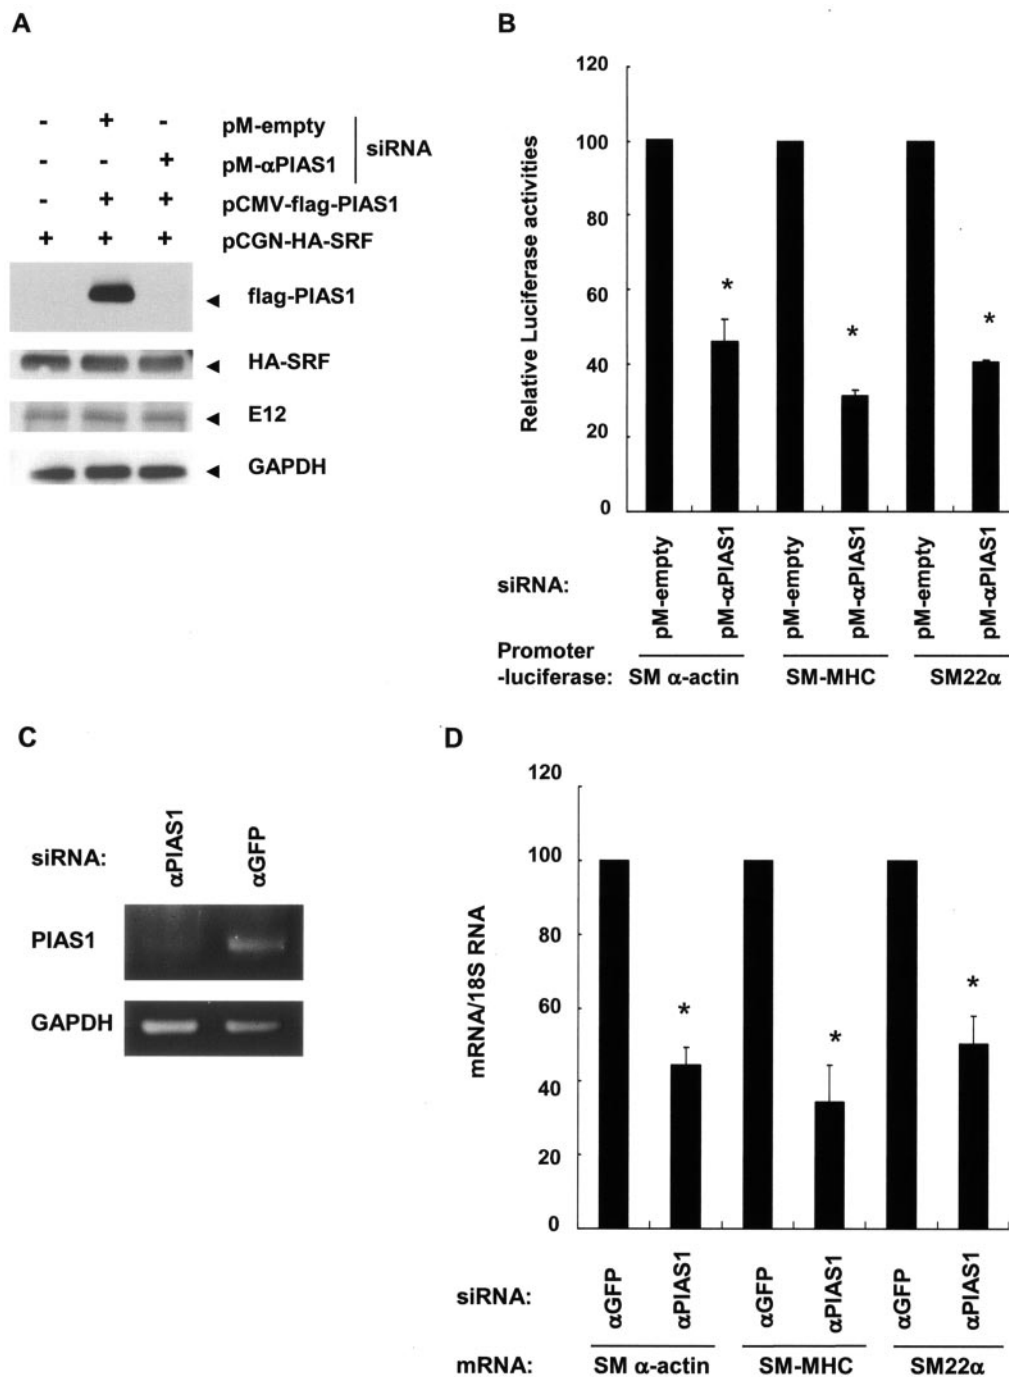 A
- + - pM-empty
- - + pM-αPIAS1
siRNA
- + + pCMV-flag-PIAS1
+ + + pCGN-HA-SRF
flag-PIAS1
HA-SRF
E12
GAPDH
B
120
100
80
60
40
20
0
Relative Luciferase activities
* * *
siRNA:
pM-empty
pM-αPIAS1
pM-empty
pM-αPIAS1
pM-empty
pM-αPIAS1
Promoter
-luciferase: SM α-actin SM-MHC SM22α
C
siRNA:
αPIAS1
αGFP
PIAS1
GAPDH
D
120
100
80
60
40
20
0
mRNA/18S RNA
* * *
siRNA:
αGFP
αPIAS1
αGFP
αPIAS1
αGFP
αPIAS1
mRNA: SM α-actin SM-MHC SM22α